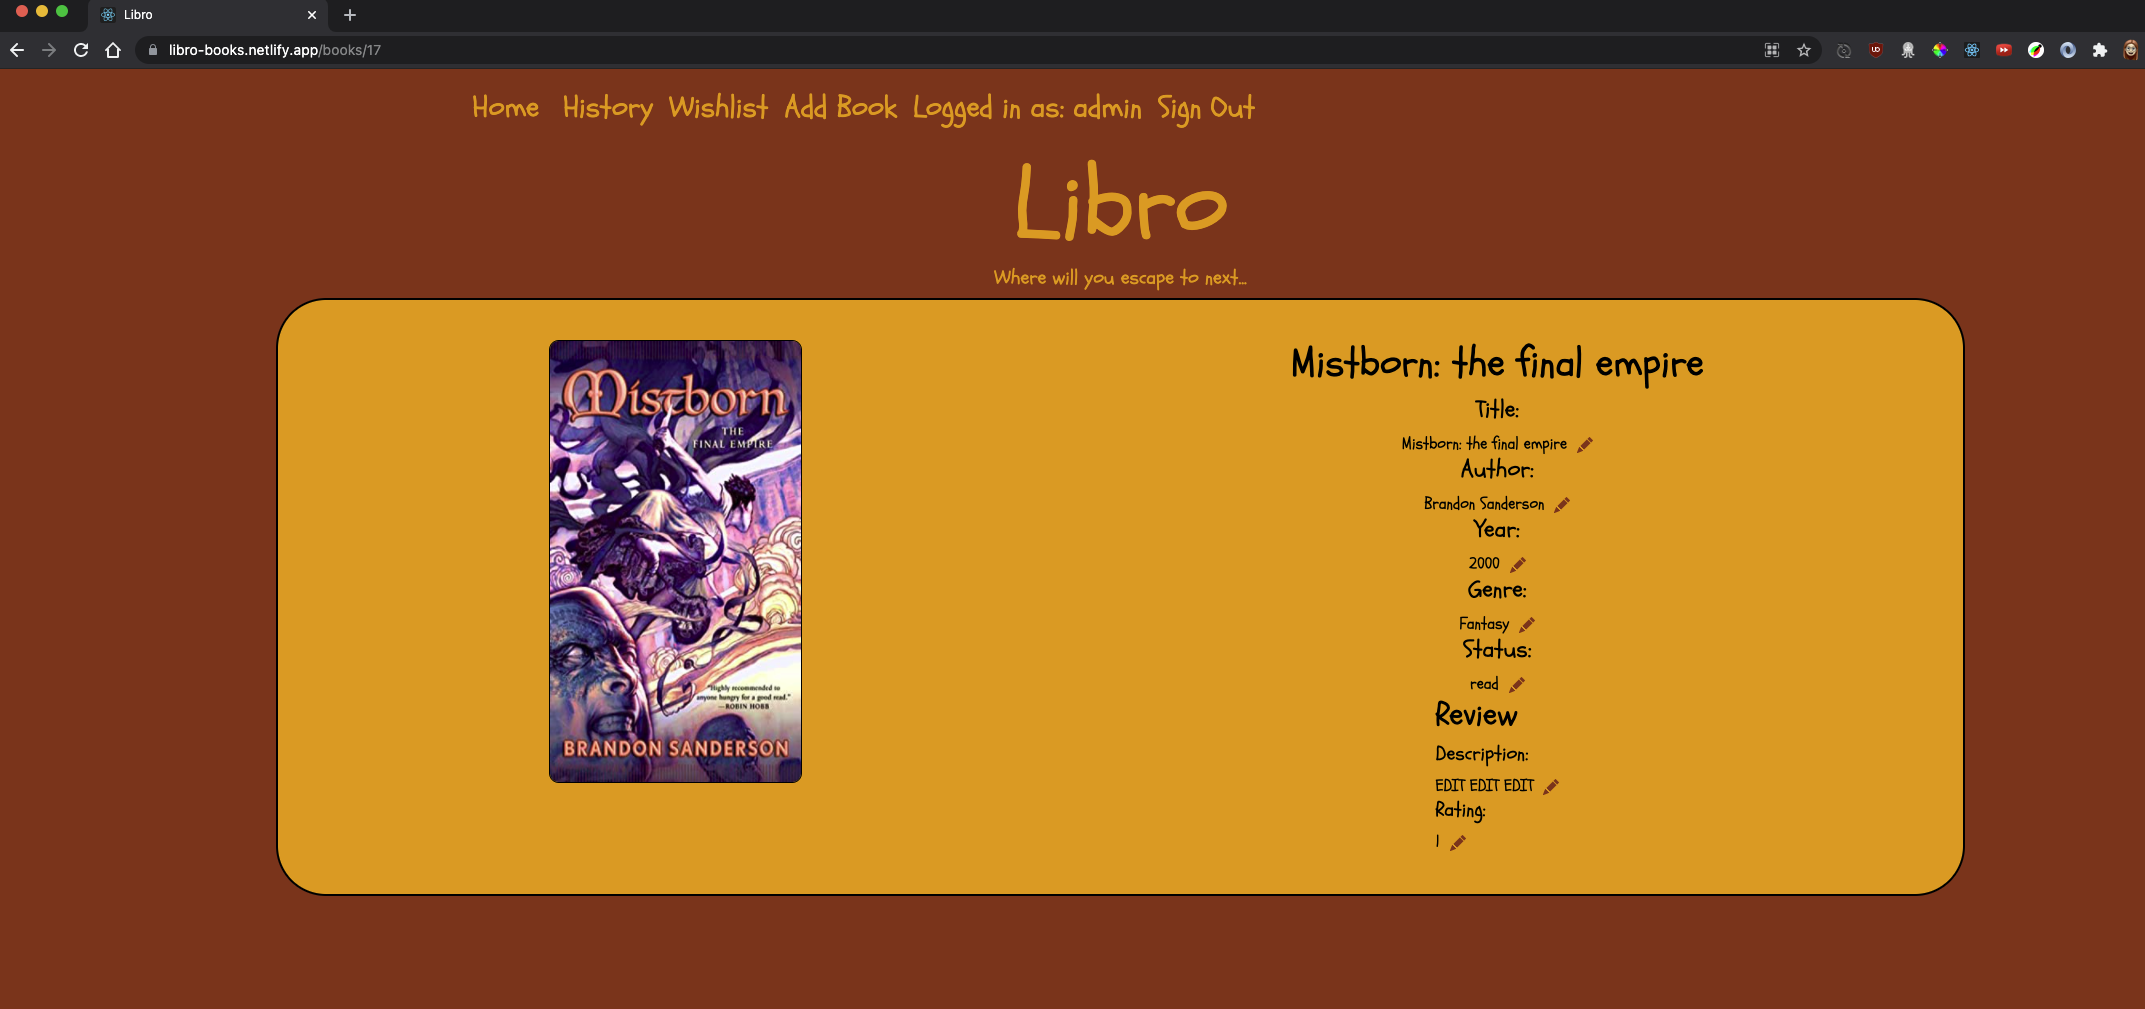 Libro
libro-books.netlify.app/books/17
Home History Wishlist Add Book Logged in as: admin Sign Out
Libro
Where will you escape to next...
Mistborn
THE
FINAL EMPIRE
"Highly recommended to
anyone hungry for a good read."
—ROBIN HOBB
BRANDON SANDERSON
Mistborn: the final empire
Title:
Mistborn: the final empire
Author:
Brandon Sanderson
Year:
2000
Genre:
Fantasy
Status:
read
Review
Description:
EDIT EDIT EDIT
Rating:
1